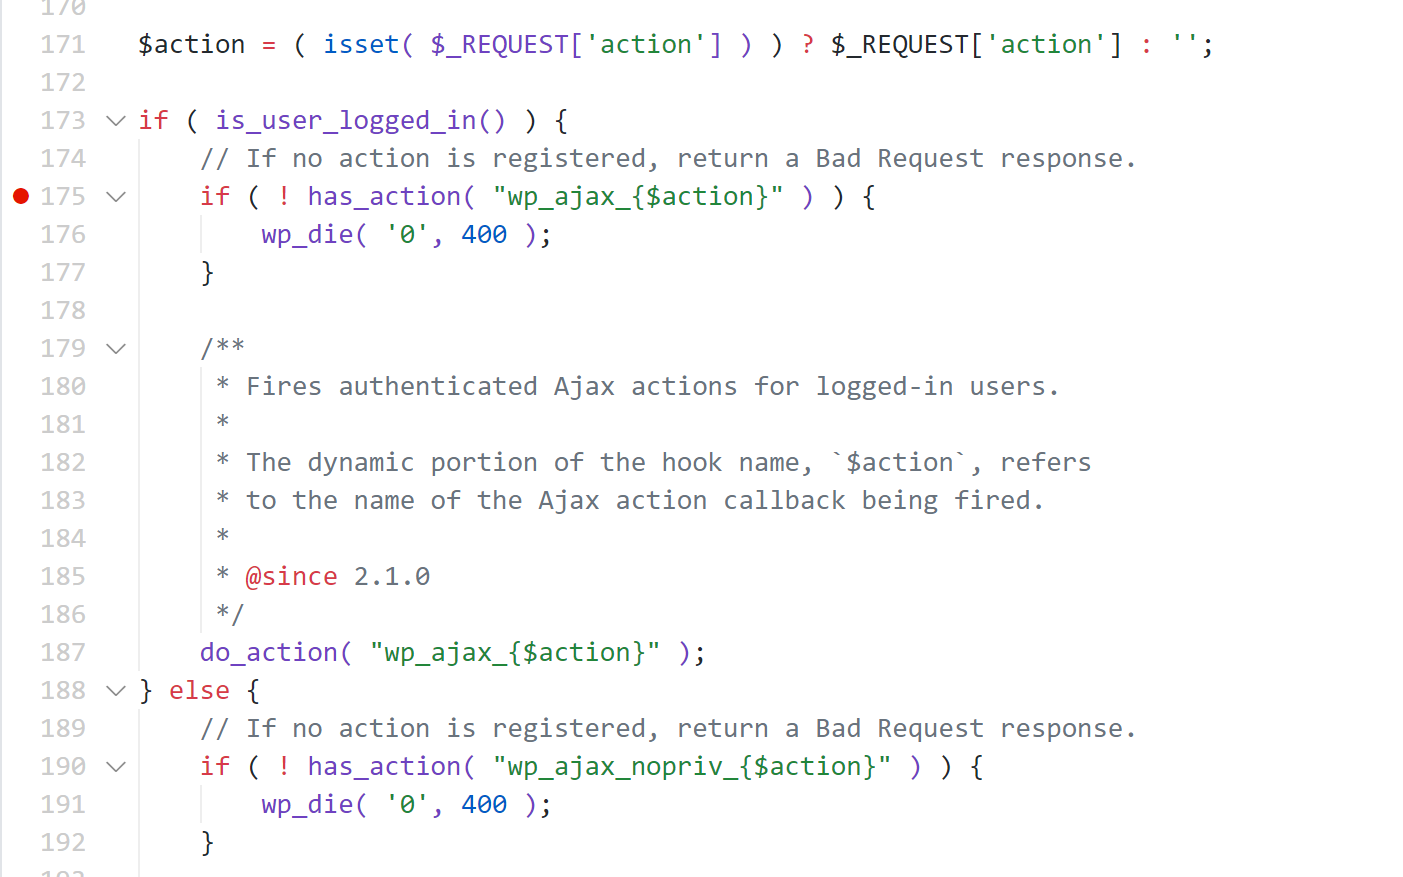 170
171 $action = ( isset( $_REQUEST['action'] ) ) ? $_REQUEST['action'] : '';
172
173 if ( is_user_logged_in() ) {
174 // If no action is registered, return a Bad Request response.
175 if ( ! has_action( "wp_ajax_{$action}" ) ) {
176 wp_die( '0', 400 );
177 }
178
179 /**
180 * Fires authenticated Ajax actions for logged-in users.
181 *
182 * The dynamic portion of the hook name, `$action`, refers
183 * to the name of the Ajax action callback being fired.
184 *
185 * @since 2.1.0
186 */
187 do_action( "wp_ajax_{$action}" );
188 } else {
189 // If no action is registered, return a Bad Request response.
190 if ( ! has_action( "wp_ajax_nopriv_{$action}" ) ) {
191 wp_die( '0', 400 );
192 }
193